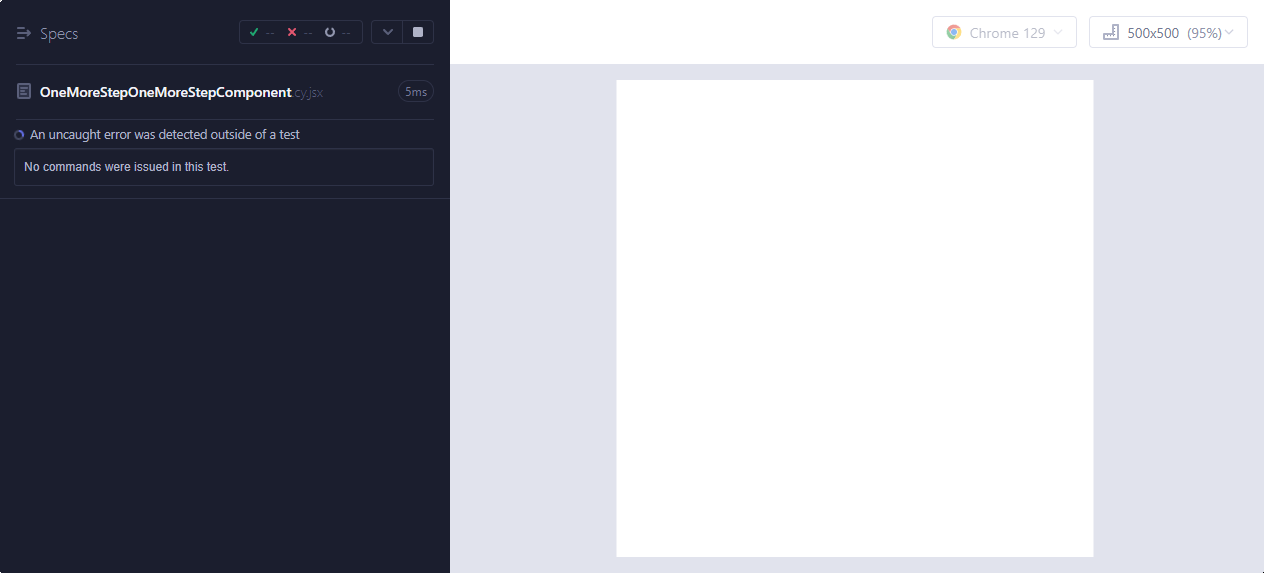 Specs
-- -- --
OneMoreStepOneMoreStepComponent.cy.jsx 5ms
An uncaught error was detected outside of a test
No commands were issued in this test.
Chrome 129
500x500 (95%)